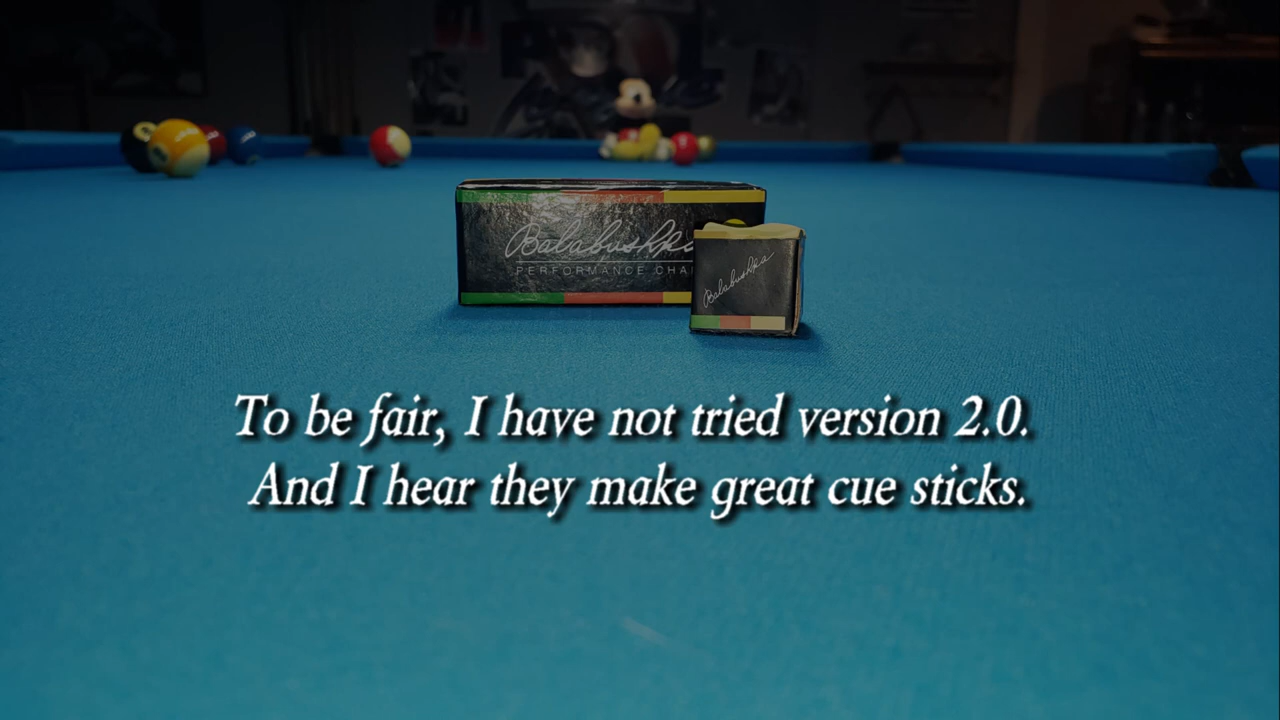 Balabushka
PERFORMANCE CHA
Balabushka
To be fair, I have not tried version 2.0.
And I hear they make great cue sticks.